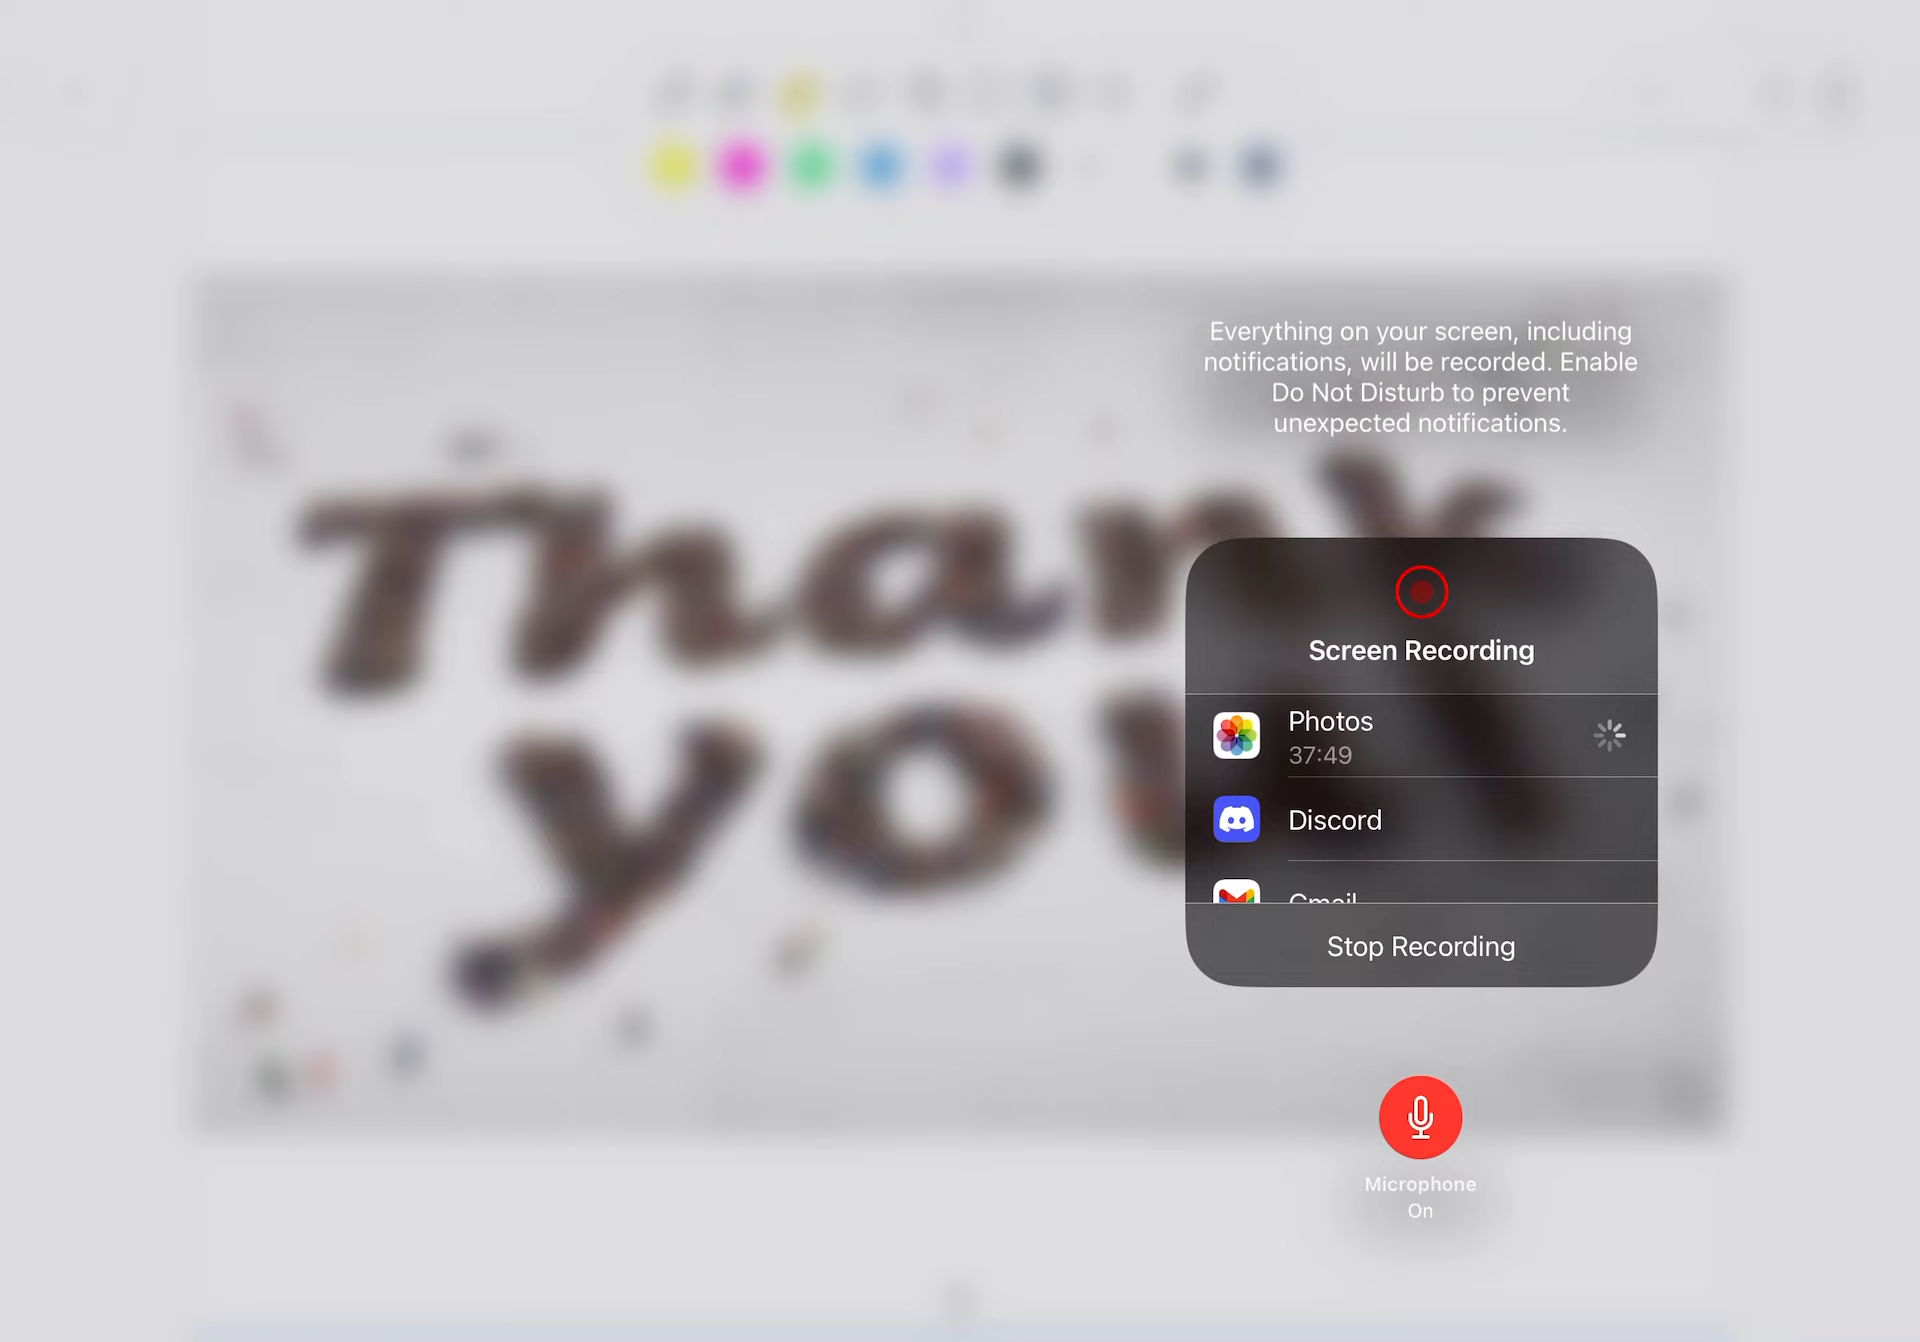 Everything on your screen, including
notifications, will be recorded. Enable
Do Not Disturb to prevent
unexpected notifications.
Thank
you
Screen Recording
Photos
37:49
Discord
Gmail
Stop Recording
Microphone
On